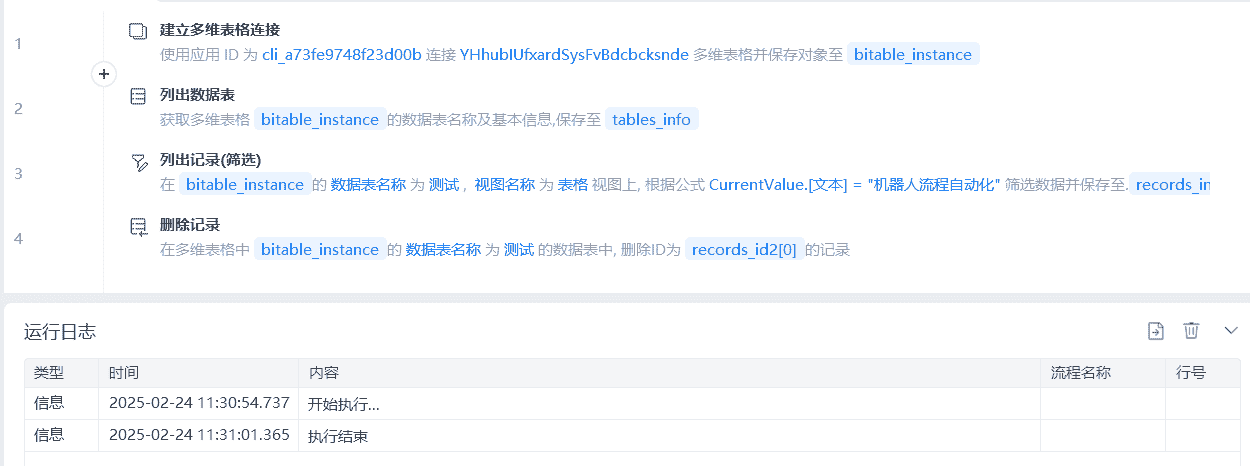 1
建立多维表格连接
使用应用 ID 为 cli_a73fe9748f23d00b 连接 YHhubIUfxardSysFvBdcbcksnde 多维表格并保存对象至 bitable_instance
+
2
列出数据表
获取多维表格 bitable_instance 的数据表名称及基本信息,保存至 tables_info
3
列出记录(筛选)
在 bitable_instance 的 数据表名称 为 测试 , 视图名称 为 表格 视图上, 根据公式 CurrentValue.[文本] = "机器人流程自动化" 筛选数据并保存至. records_in
4
删除记录
在多维表格中 bitable_instance 的 数据表名称 为 测试 的数据表中, 删除ID为 records_id2[0] 的记录
运行日志
类型 时间 内容 流程名称 行号
信息 2025-02-24 11:30:54.737 开始执行...
信息 2025-02-24 11:31:01.365 执行结束